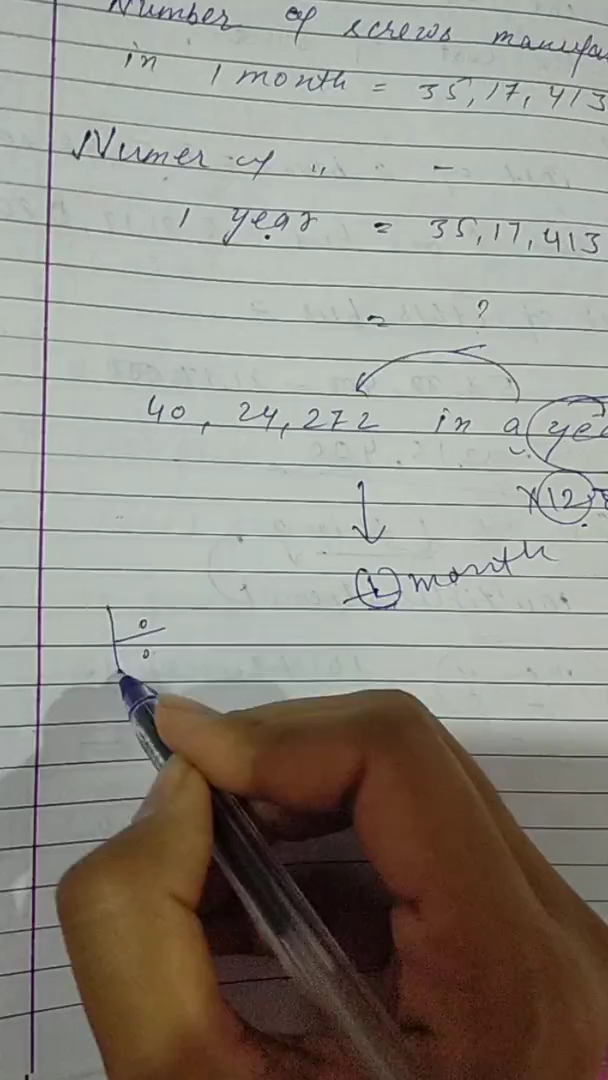 Number of screws manufa
in 1 month = 35,17,413
Numer of " -
1 year = 35,17,413
= ?
40, 24,272 in a yea
×12
1 month
÷